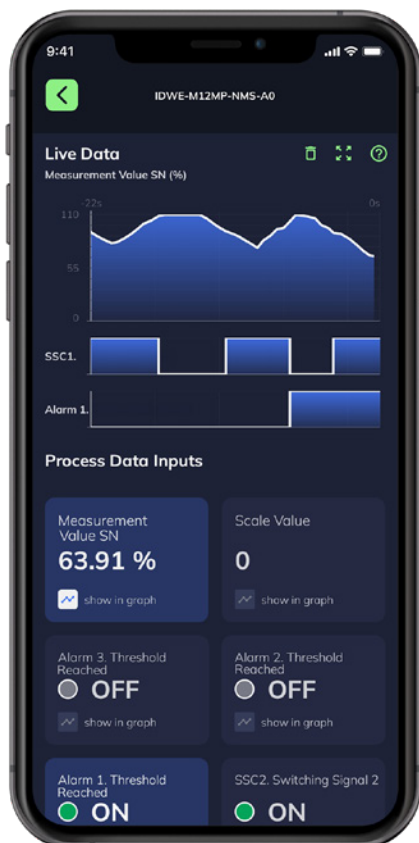 9:41
IDWE-M12MP-NMS-A0
Live Data
Measurement Value SN (%)
-22s
0s
110
55
0
SSC1.
Alarm 1.
Process Data Inputs
Measurement
Value SN
63.91 %
show in graph
Scale Value
0
show in graph
Alarm 3. Threshold
Reached
OFF
show in graph
Alarm 2. Threshold
Reached
OFF
show in graph
Alarm 1. Threshold
Reached
ON
SSC2. Switching Signal 2
ON